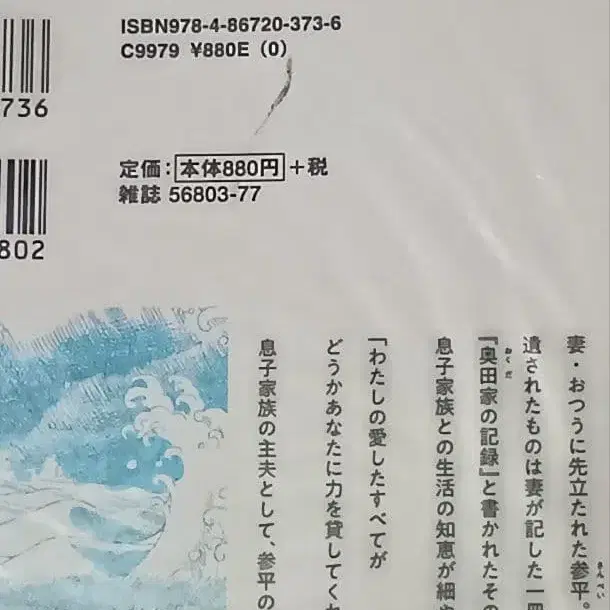 ISBN978-4-86720-373-6
C9979 ¥880E (0)
736
定価:本体880円+税
雑誌 56803-77
802
妻・おつうに先立たれた参平。
遺されたものは妻が記した一
『奥田家の記録』と書かれたその
息子家族との生活の知恵が細や
「わたしの愛したすべてが
どうかあなたに力を貸してくれ
息子家族の主夫として、参平の